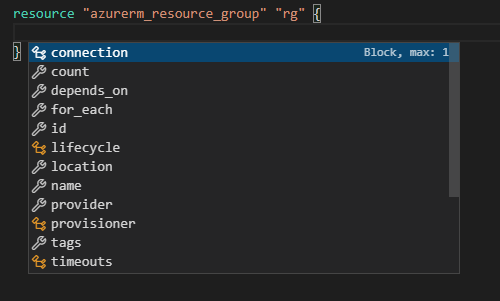 resource "azurerm_resource_group" "rg" {
}
connection Block, max: 1
count
depends_on
for_each
id
lifecycle
location
name
provider
provisioner
tags
timeouts